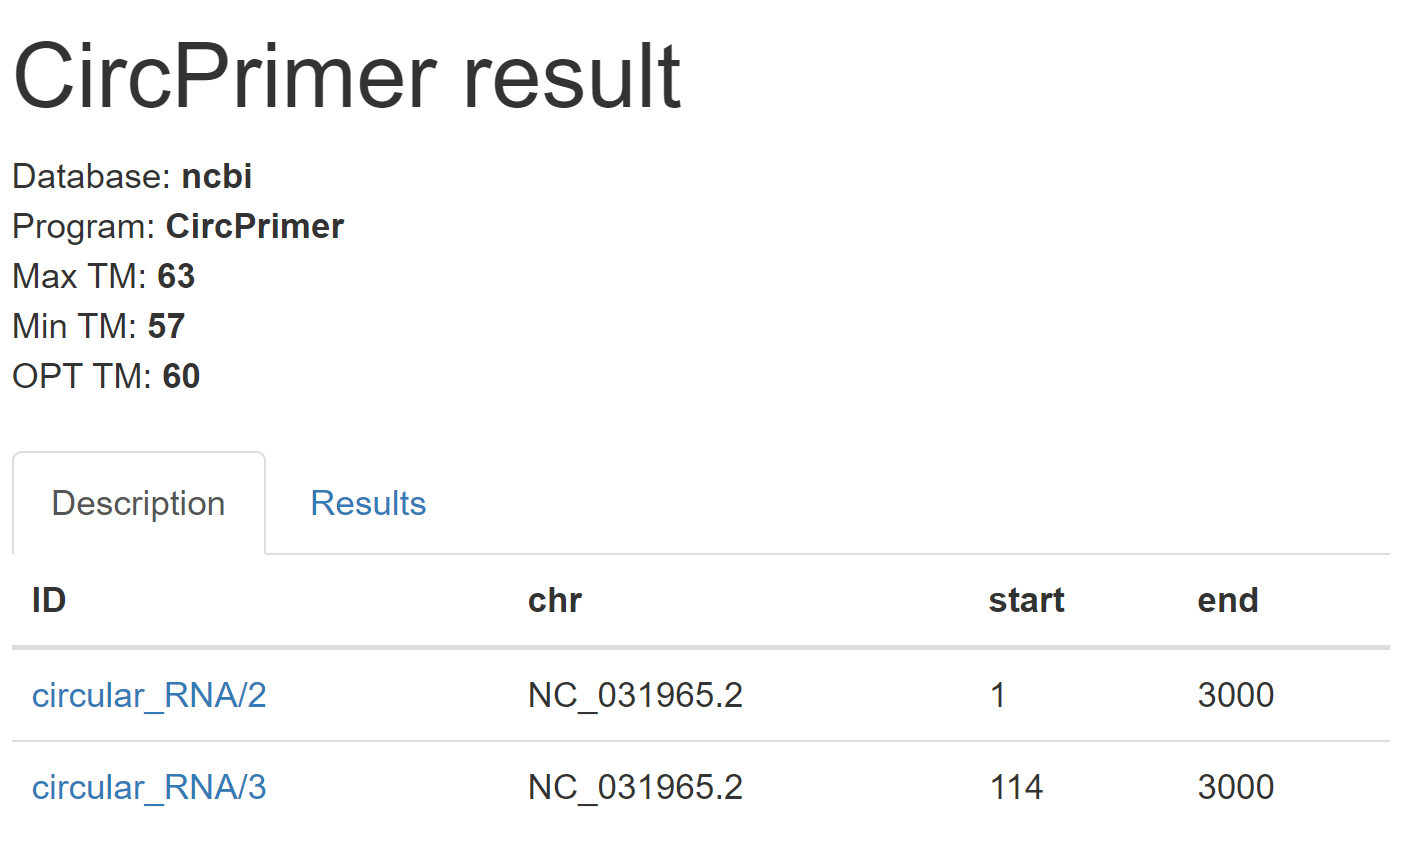 CircPrimer result
Database: ncbi
Program: CircPrimer
Max TM: 63
Min TM: 57
OPT TM: 60
Description Results
ID chr start end
circular_RNA/2 NC_031965.2 1 3000
circular_RNA/3 NC_031965.2 114 3000